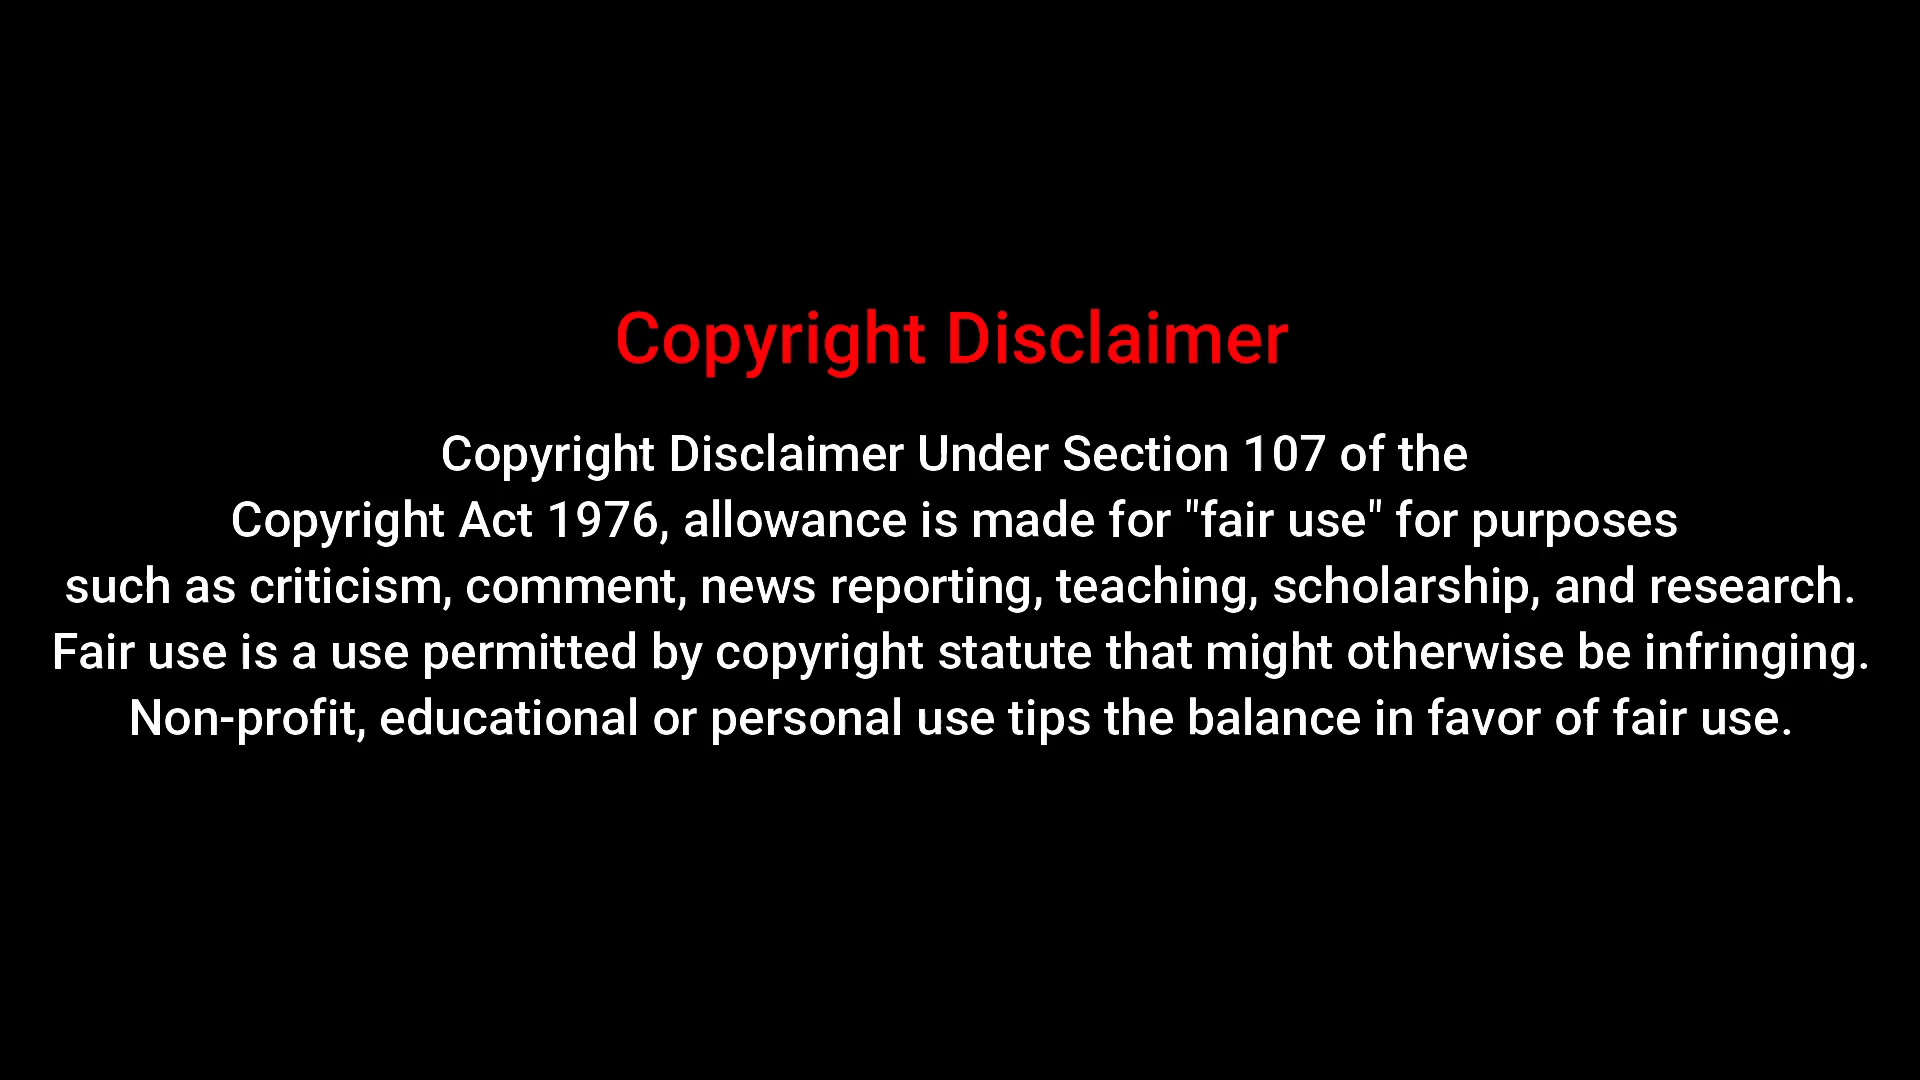 Copyright Disclaimer
Copyright Disclaimer Under Section 107 of the
Copyright Act 1976, allowance is made for "fair use" for purposes
such as criticism, comment, news reporting, teaching, scholarship, and research.
Fair use is a use permitted by copyright statute that might otherwise be infringing.
Non-profit, educational or personal use tips the balance in favor of fair use.